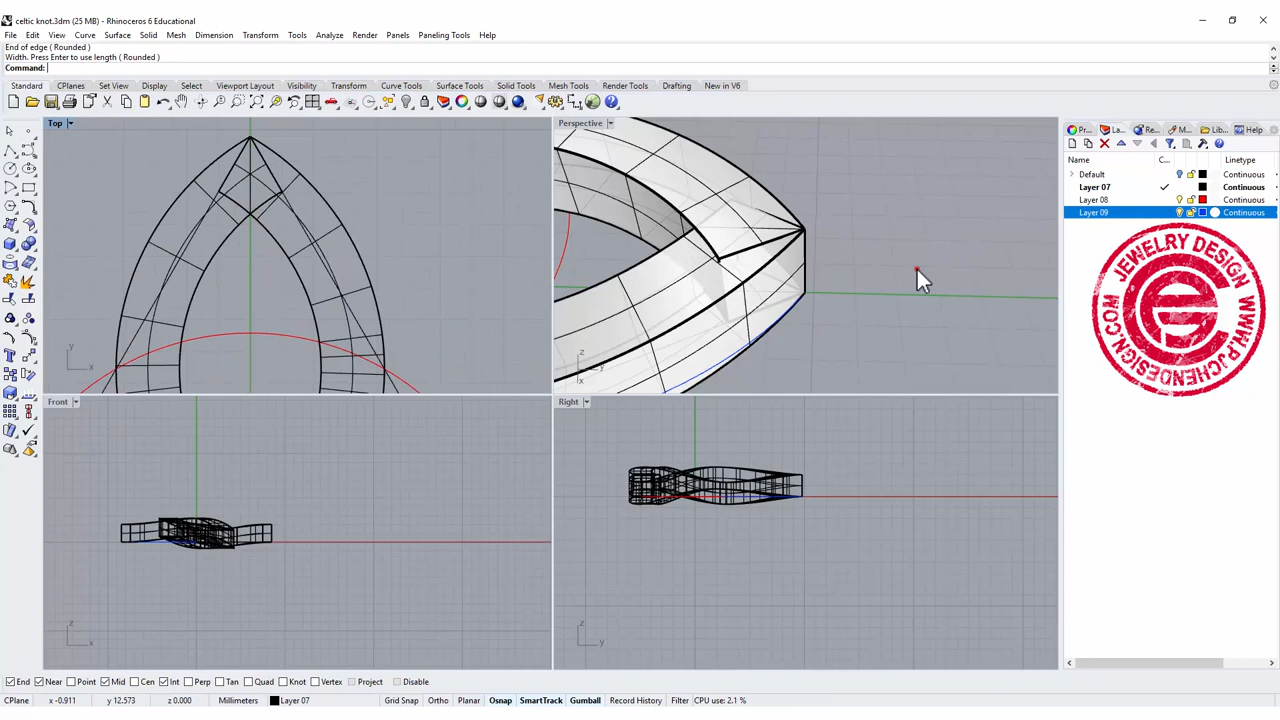 celtic knot.3dm (25 MB) - Rhinoceros 6 Educational
File Edit View Curve Surface Solid Mesh Dimension Transform Tools Analyze Render Panels Paneling Tools Help
End of edge ( Rounded )
Width. Press Enter to use length ( Rounded )
Command:
Standard CPlanes Set View Display Select Viewport Layout Visibility Transform Curve Tools Surface Tools Solid Tools Mesh Tools Render Tools Drafting New in V6
Top
Perspective
Pr... La... Re... M... Lib... Help
Name C... Linetype
Default Continuous
Layer 07 Continuous
Layer 08 Continuous
Layer 09 Continuous
JEWELRY DESIGN WWW.PJCHENDESIGN.COM
y
x
z
y
x
Front
Right
z
x
z
y
End Near Point Mid Cen Int Perp Tan Quad Knot Vertex Project Disable
CPlane x -0.911 y 12.573 z 0.000 Millimeters Layer 07 Grid Snap Ortho Planar Osnap SmartTrack Gumball Record History Filter CPU use: 2.1 %